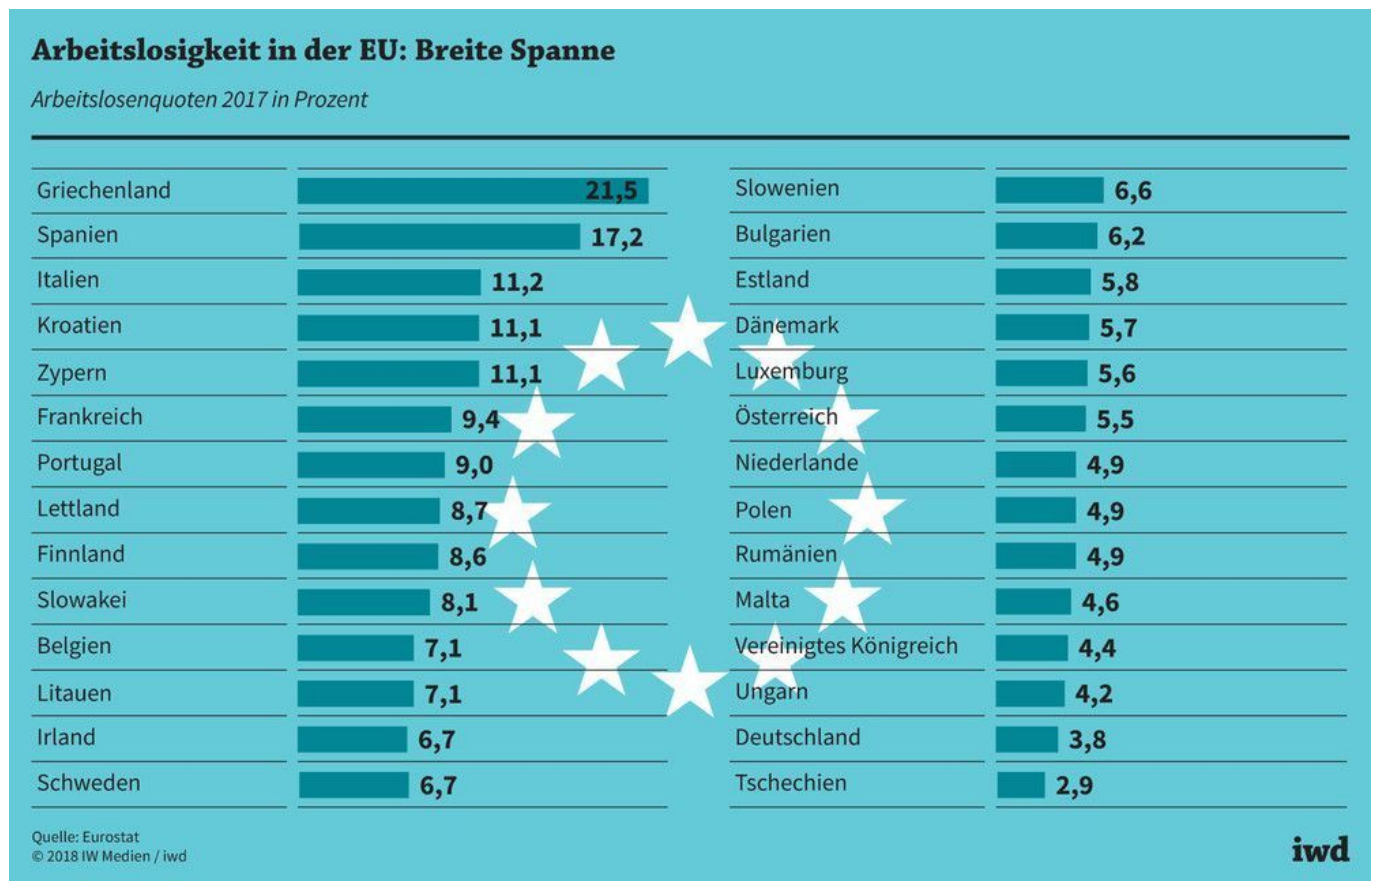 Arbeitslosigkeit in der EU: Breite Spanne
Arbeitslosenquoten 2017 in Prozent
Griechenland 21,5
Spanien 17,2
Italien 11,2
Kroatien 11,1
Zypern 11,1
Frankreich 9,4
Portugal 9,0
Lettland 8,7
Finnland 8,6
Slowakei 8,1
Belgien 7,1
Litauen 7,1
Irland 6,7
Schweden 6,7
Slowenien 6,6
Bulgarien 6,2
Estland 5,8
Dänemark 5,7
Luxemburg 5,6
Österreich 5,5
Niederlande 4,9
Polen 4,9
Rumänien 4,9
Malta 4,6
Vereinigtes Königreich 4,4
Ungarn 4,2
Deutschland 3,8
Tschechien 2,9
Quelle: Eurostat
© 2018 IW Medien / iwd
iwd